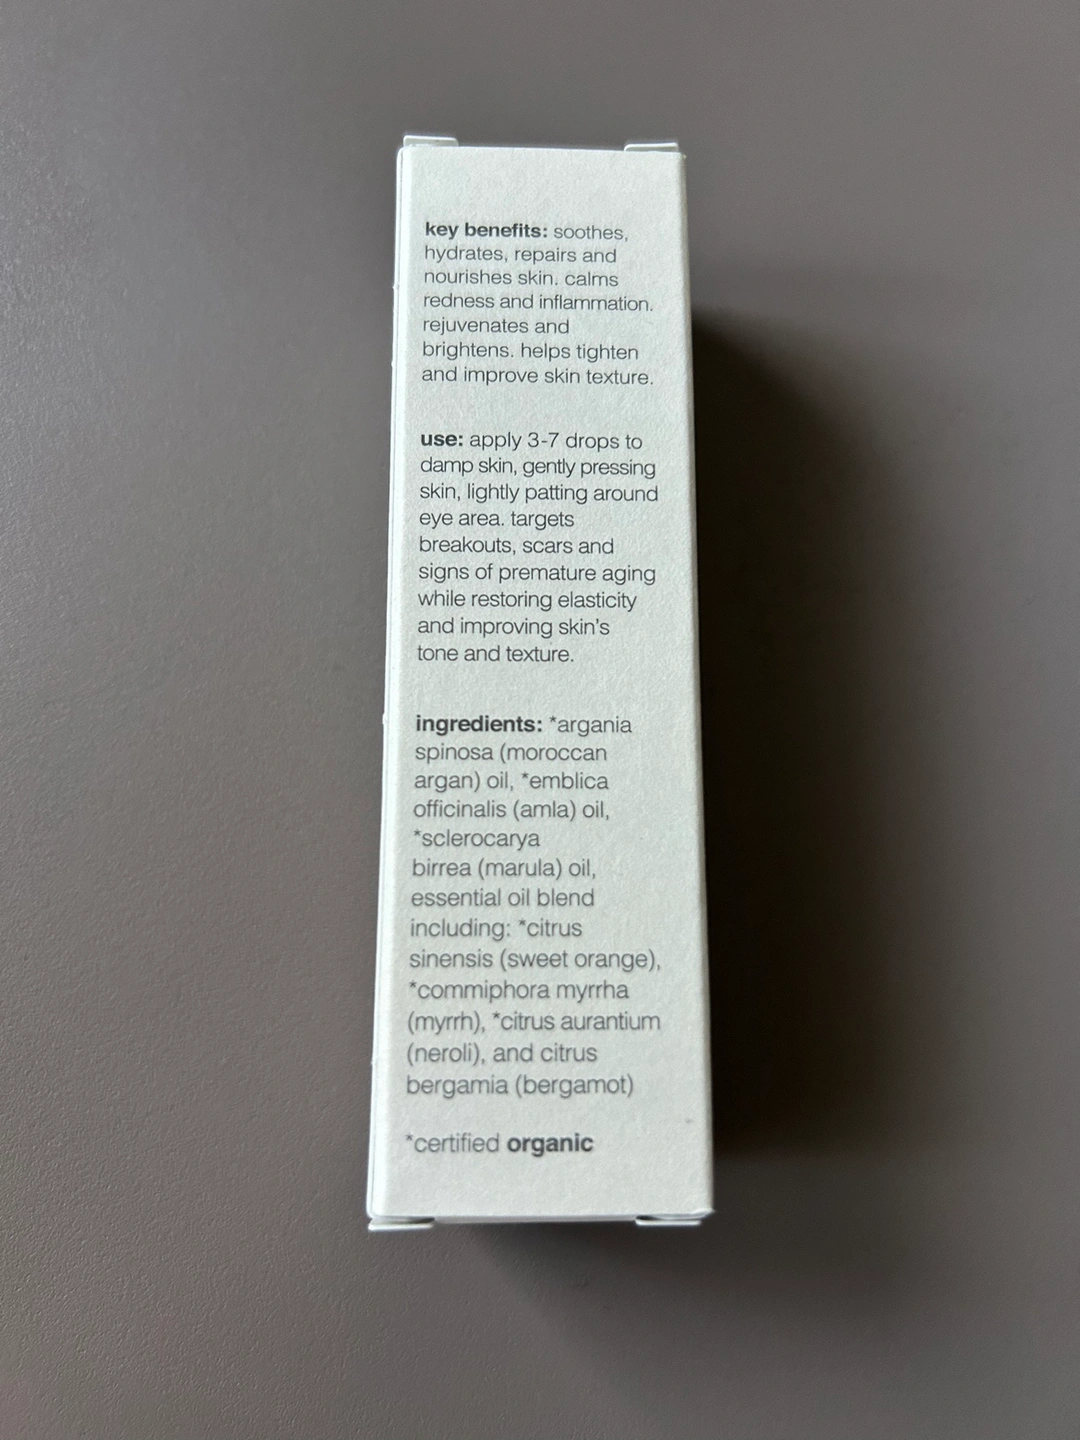 key benefits: soothes,
hydrates, repairs and
nourishes skin. calms
redness and inflammation.
rejuvenates and
brightens. helps tighten
and improve skin texture.
use: apply 3-7 drops to
damp skin, gently pressing
skin, lightly patting around
eye area. targets
breakouts, scars and
signs of premature aging
while restoring elasticity
and improving skin's
tone and texture.
ingredients: *argania
spinosa (moroccan
argan) oil, *emblica
officinalis (amla) oil,
*sclerocarya
birrea (marula) oil,
essential oil blend
including: *citrus
sinensis (sweet orange),
*commiphora myrrha
(myrrh), *citrus aurantium
(neroli), and citrus
bergamia (bergamot)
*certified organic